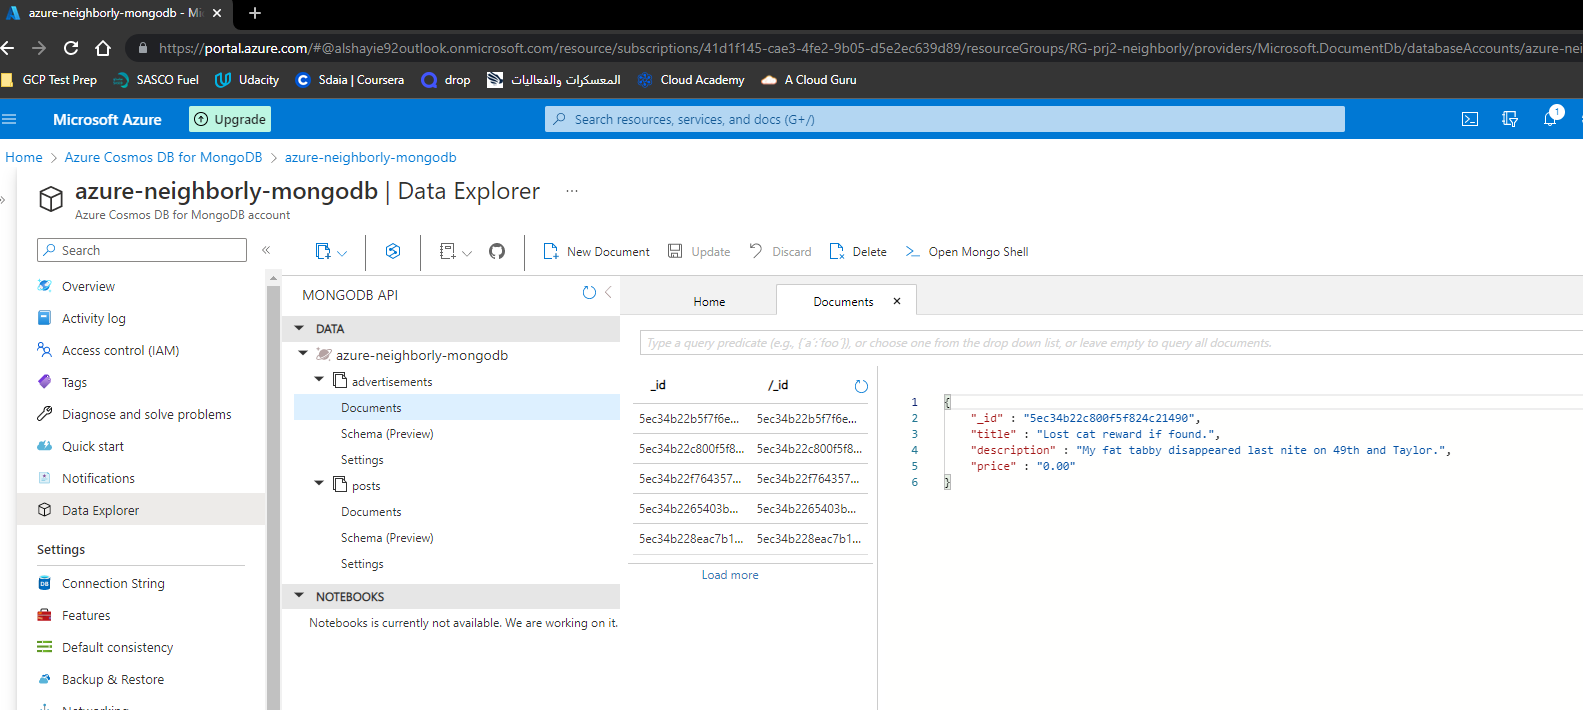 azure-neighborly-mongodb - Mi
https://portal.azure.com/#@alshayie92outlook.onmicrosoft.com/resource/subscriptions/41d1f145-cae3-4fe2-9b05-d5e2ec639d89/resourceGroups/RG-prj2-neighborly/providers/Microsoft.DocumentDb/databaseAccounts/azure-nei
GCP Test Prep SASCO Fuel Udacity Sdaia | Coursera drop المعسكرات والفعاليات Cloud Academy A Cloud Guru
Microsoft Azure Upgrade Search resources, services, and docs (G+/) 1
Home > Azure Cosmos DB for MongoDB > azure-neighborly-mongodb
azure-neighborly-mongodb | Data Explorer ...
Azure Cosmos DB for MongoDB account
Search
Overview
Activity log
Access control (IAM)
Tags
Diagnose and solve problems
Quick start
Notifications
Data Explorer
Settings
Connection String
Features
Default consistency
Backup & Restore
Networking
New Document Update Discard Delete Open Mongo Shell
MONGODB API
DATA
azure-neighborly-mongodb
advertisements
Documents
Schema (Preview)
Settings
posts
Documents
Schema (Preview)
Settings
NOTEBOOKS
Notebooks is currently not available. We are working on it.
Home Documents
Type a query predicate (e.g., {´a´:´foo´}), or choose one from the drop down list, or leave empty to query all documents.
_id /_id
5ec34b22b5f7f6e... 5ec34b22b5f7f6e...
5ec34b22c800f5f8... 5ec34b22c800f5f8...
5ec34b22f764357... 5ec34b22f764357...
5ec34b2265403b... 5ec34b2265403b...
5ec34b228eac7b1... 5ec34b228eac7b1...
Load more
1 {
2 "_id" : "5ec34b22c800f5f824c21490",
3 "title" : "Lost cat reward if found.",
4 "description" : "My fat tabby disappeared last nite on 49th and Taylor.",
5 "price" : "0.00"
6 }